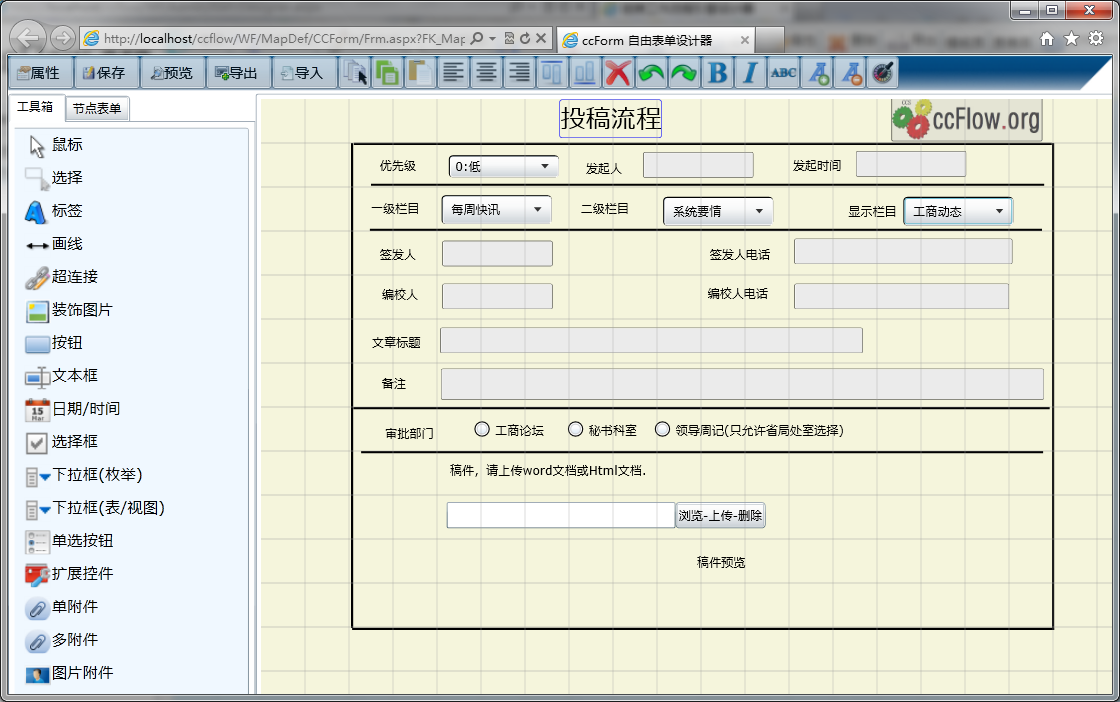 http://localhost/ccflow/WF/MapDef/CCForm/Frm.aspx?FK_Map
ccForm 自由表单设计器
属性 保存 预览 导出 导入 B I ABC
工具箱 节点表单
鼠标
选择
标签
画线
超连接
装饰图片
按钮
文本框
15 Mar 日期/时间
选择框
下拉框(枚举)
下拉框(表/视图)
单选按钮
扩展控件
单附件
多附件
图片附件
投稿流程
CCS ccFlow.org
优先级 0:低 发起人 发起时间
一级栏目 每周快讯 二级栏目 系统要情 显示栏目 工商动态
签发人 签发人电话
编校人 编校人电话
文章标题
备注
审批部门 工商论坛 秘书科室 领导周记(只允许省局处室选择)
稿件，请上传word文档或Html文档.
浏览-上传-删除
稿件预览